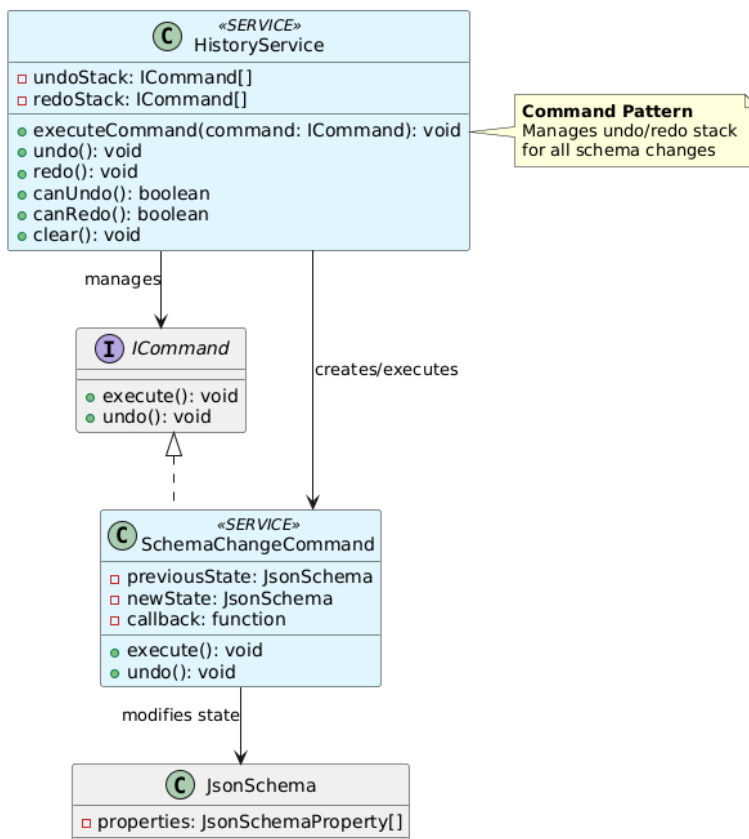 «SERVICE»
C
HistoryService
undoStack: ICommand[]
redoStack: ICommand[]
executeCommand(command: ICommand): void
undo(): void
redo(): void
canUndo(): boolean
canRedo(): boolean
clear(): void
Command Pattern
Manages undo/redo stack
for all schema changes
manages
I
ICommand
execute(): void
undo(): void
creates/executes
«SERVICE»
C
SchemaChangeCommand
previousState: JsonSchema
newState: JsonSchema
callback: function
execute(): void
undo(): void
modifies state
C
JsonSchema
properties: JsonSchemaProperty[]